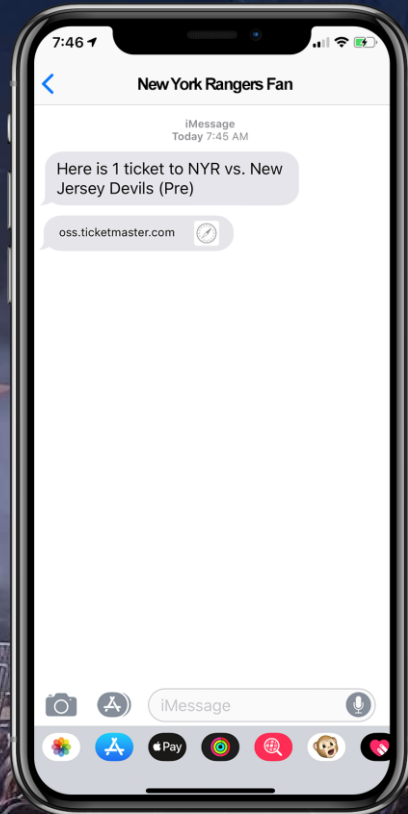 7:46
New York Rangers Fan
iMessage
Today 7:45 AM
Here is 1 ticket to NYR vs. New
Jersey Devils (Pre)
oss.ticketmaster.com
iMessage
Pay